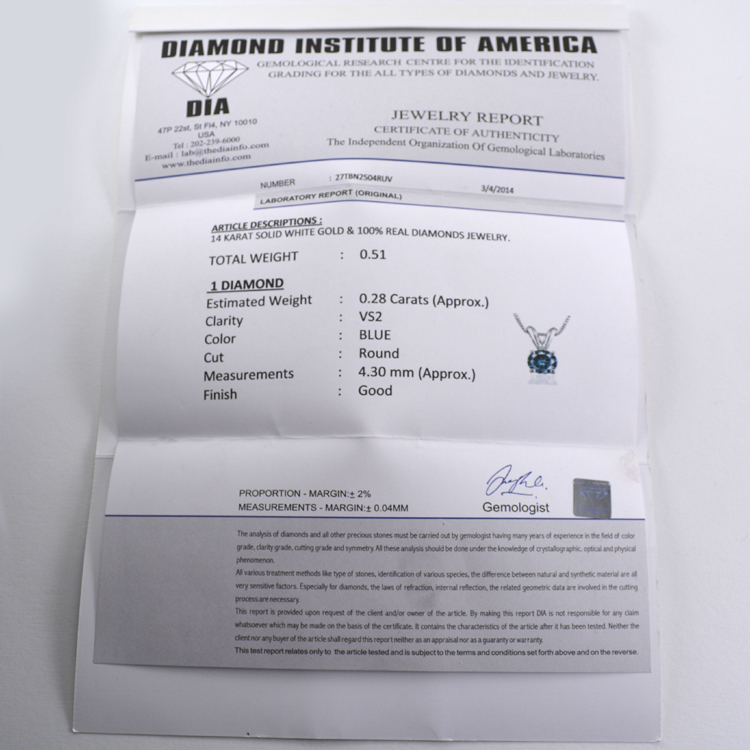 DIAMOND INSTITUTE OF AMERICA
GEMOLOGICAL RESEARCH CENTRE FOR THE IDENTIFICATION
GRADING FOR THE ALL TYPES OF DIAMONDS AND JEWELRY.
DIA
47P 22st, St Fl4, NY 10010
USA
Tel : 202-239-6000
E-mail : lab@thediainfo.com
www.thediainfo.com
JEWELRY REPORT
CERTIFICATE OF AUTHENTICITY
The Independent Organization Of Gemological Laboratories
NUMBER : 27TBN2504RUV 3/4/2014
LABORATORY REPORT (ORIGINAL)
ARTICLE DESCRIPTIONS :
14 KARAT SOLID WHITE GOLD & 100% REAL DIAMONDS JEWELRY.
TOTAL WEIGHT : 0.51
1 DIAMOND
Estimated Weight : 0.28 Carats (Approx.)
Clarity : VS2
Color : BLUE
Cut : Round
Measurements : 4.30 mm (Approx.)
Finish : Good
PROPORTION - MARGIN:± 2%
MEASUREMENTS - MARGIN:± 0.04MM
Gemologist
The analysis of diamonds and all other precious stones must be carried out by gemologist having many years of experience in the field of color
grade, clarity grade, cutting grade and symmetry. All these analysis should be done under the knowledge of crystallographic, optical and physical
phenomenon.
All various treatment methods like type of stones, identification of various species, the difference between natural and synthetic material are all
very sensitive factors. Especially for diamonds, the laws of refraction, internal reflection, the related geometric data are involved in the cutting
process are necessary.
This report is provided upon request of the client and/or owner of the article. By making this report DIA is not responsible for any claim
whatsoever which may be made on the basis of the certificate. It contains the characteristics of the article after it has been tested. Neither the
client nor any buyer of the article shall regard this report neither as an appraisal nor as a guaranty or warranty.
This test report relates only to the article tested and is subject to the terms and conditions set forth above and on the reverse.